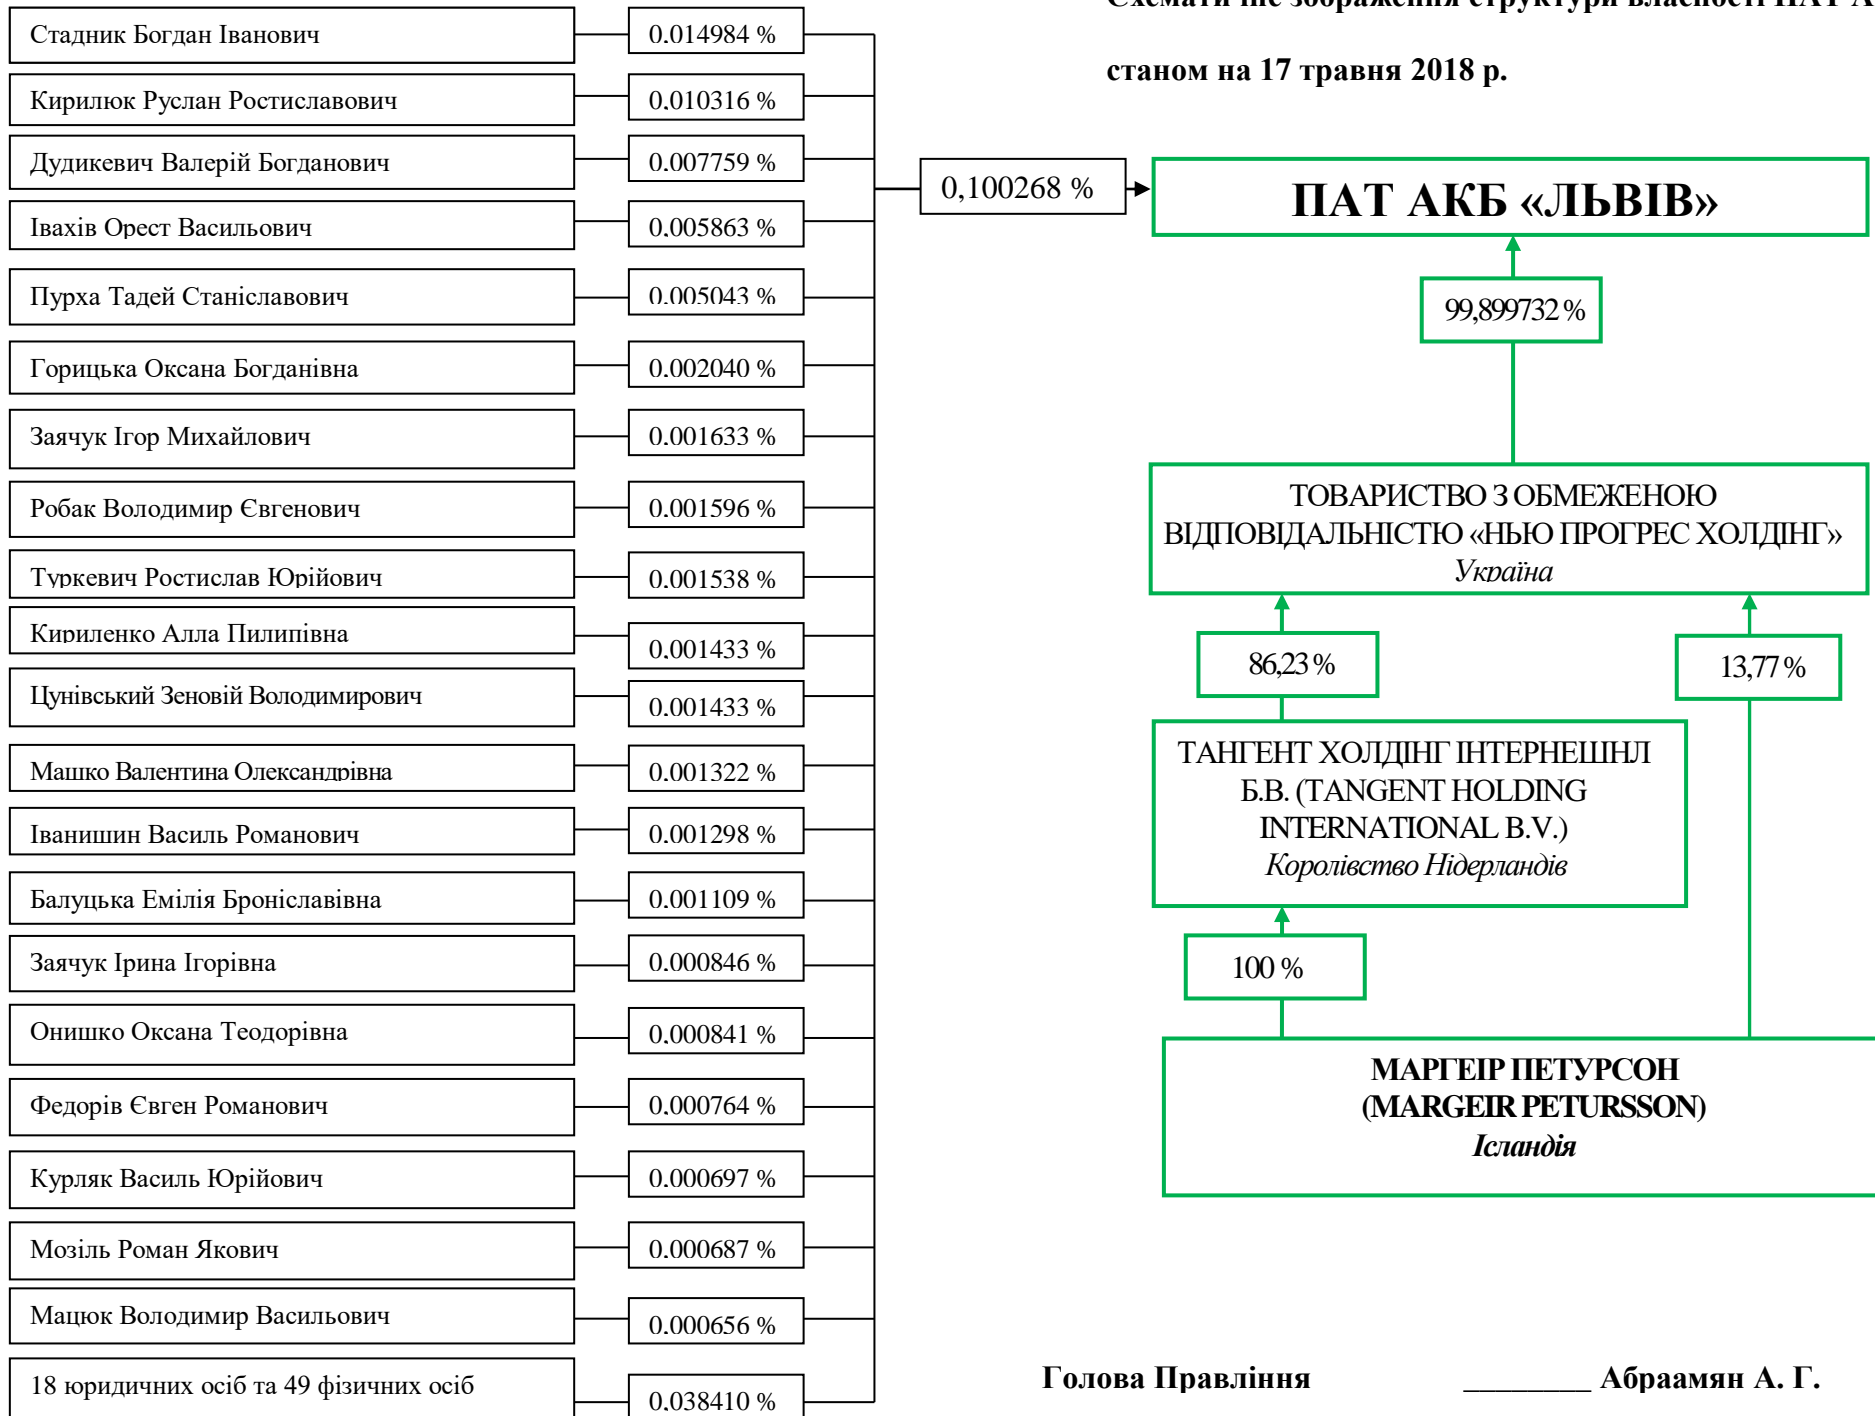 станом на 17 травня 2018 р.
Стадник Богдан Іванович
0,014984 %
Кирилюк Руслан Ростиславович
0,010316 %
Дудикевич Валерій Богданович
0,007759 %
Івахів Орест Васильович
0,005863 %
Пурха Тадей Станіславович
0,005043 %
Горицька Оксана Богданівна
0,002040 %
Заячук Ігор Михайлович
0,001633 %
Робак Володимир Євгенович
0,001596 %
Туркевич Ростислав Юрійович
0,001538 %
Кириленко Алла Пилипівна
0,001433 %
Цунівський Зеновій Володимирович
0,001433 %
Машко Валентина Олександрівна
0,001322 %
Іванишин Василь Романович
0,001298 %
Балуцька Емілія Броніславівна
0,001109 %
Заячук Ірина Ігорівна
0,000846 %
Онишко Оксана Теодорівна
0,000841 %
Федорів Євген Романович
0,000764 %
Курляк Василь Юрійович
0,000697 %
Мозіль Роман Якович
0,000687 %
Мацюк Володимир Васильович
0,000656 %
18 юридичних осіб та 49 фізичних осіб
0,038410 %
0,100268 %
ПАТ АКБ «ЛЬВІВ»
99,899732 %
ТОВАРИСТВО З ОБМЕЖЕНОЮ
ВІДПОВІДАЛЬНІСТЮ «НЬЮ ПРОГРЕС ХОЛДІНГ»
Україна
86,23 %
13,77 %
ТАНГЕНТ ХОЛДІНГ ІНТЕРНЕШНЛ
Б.В. (TANGENT HOLDING
INTERNATIONAL B.V.)
Королівство Нідерландів
100 %
МАРГЕІР ПЕТУРСОН
(MARGEIR PETURSSON)
Ісландія
Голова Правління ________ Абраамян А. Г.